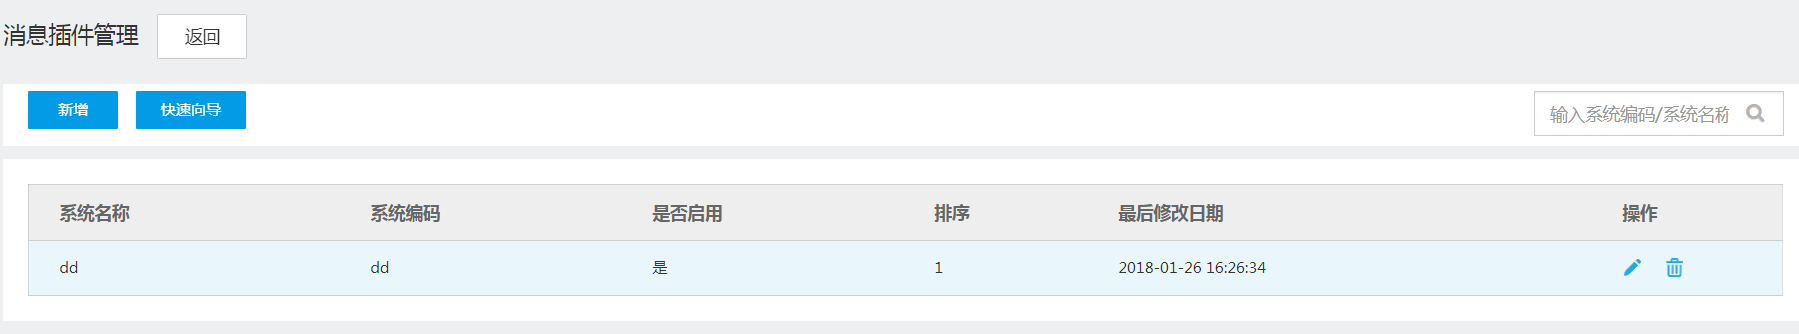 消息插件管理 返回
新增 快速向导 输入系统编码/系统名称
系统名称 系统编码 是否启用 排序 最后修改日期 操作
dd dd 是 1 2018-01-26 16:26:34